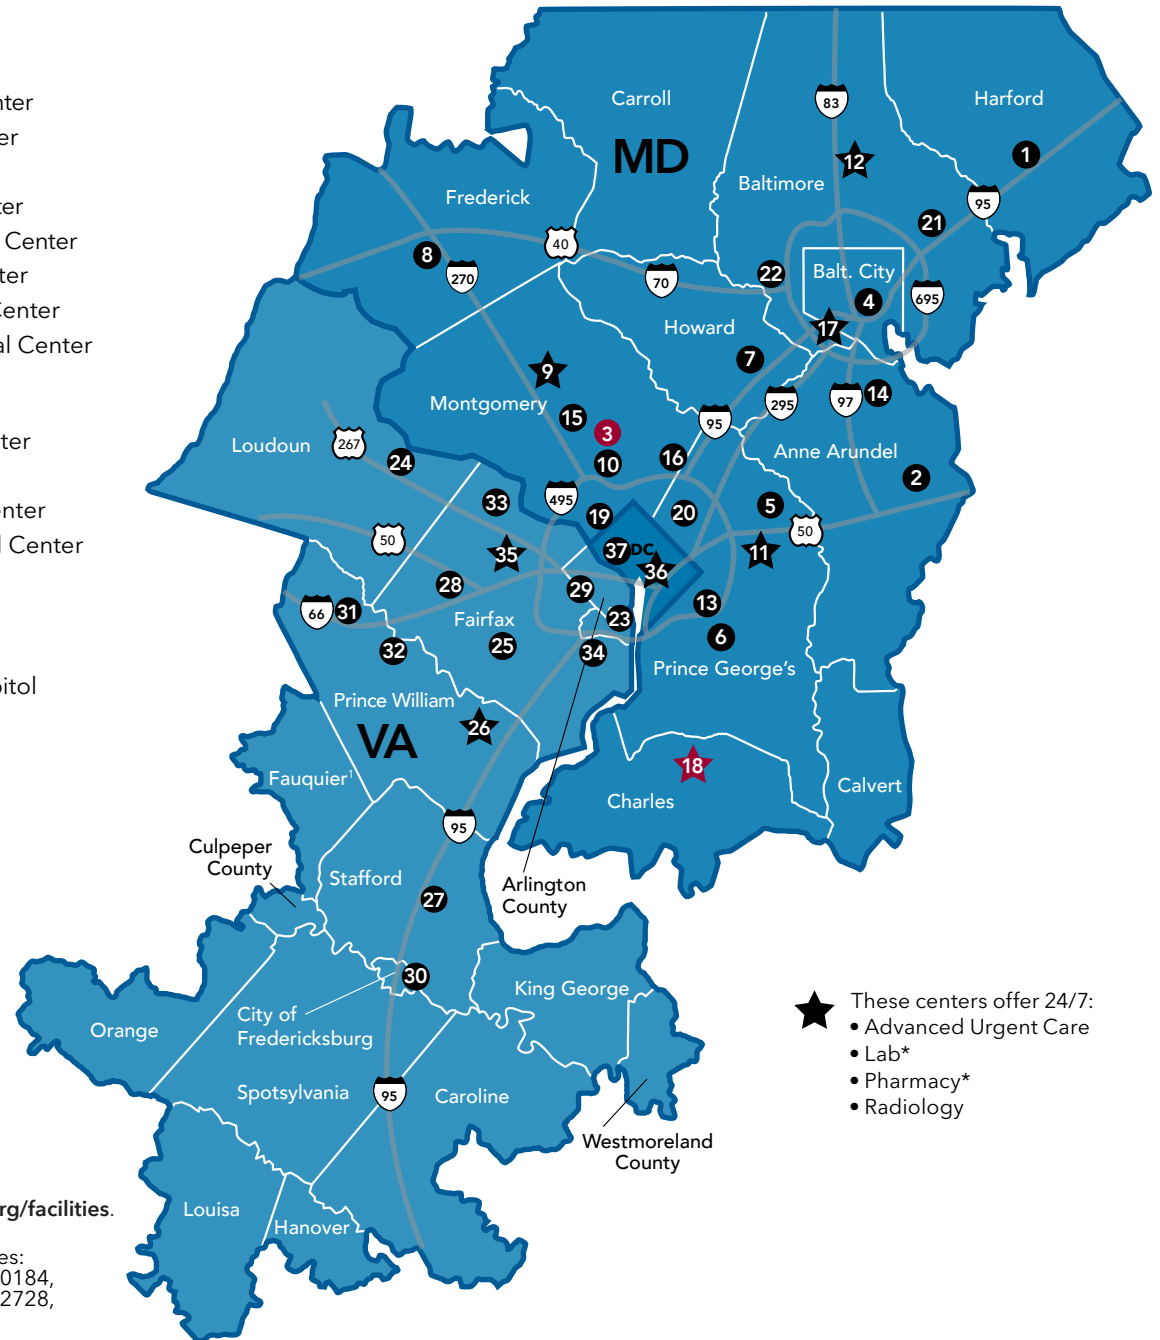 nter
er
ter
Center
ter
Center
al Center
ter
enter
l Center
pitol
rg/facilities.
es:
0184,
2728,
Carroll
83
Harford
MD
12
1
Baltimore
Frederick
95
21
40
8
270
70
22
Balt. City
4
695
17
Howard
7
9
Montgomery
295
97
14
15
3
95
Loudoun
267
24
10
16
Anne Arundel
2
33
495
19
20
5
50
50
35
37
DC
36
11
28
29
13
66
31
Fairfax
23
6
32
25
34
Prince George’s
Prince William
26
VA
18
Fauquier¹
Calvert
Charles
95
Culpeper
County
Stafford
27
Arlington
County
30
King George
City of
Fredericksburg
Orange
Spotsylvania
95
Caroline
Westmoreland
County
Louisa
Hanover
These centers offer 24/7:
• Advanced Urgent Care
• Lab*
• Pharmacy*
• Radiology